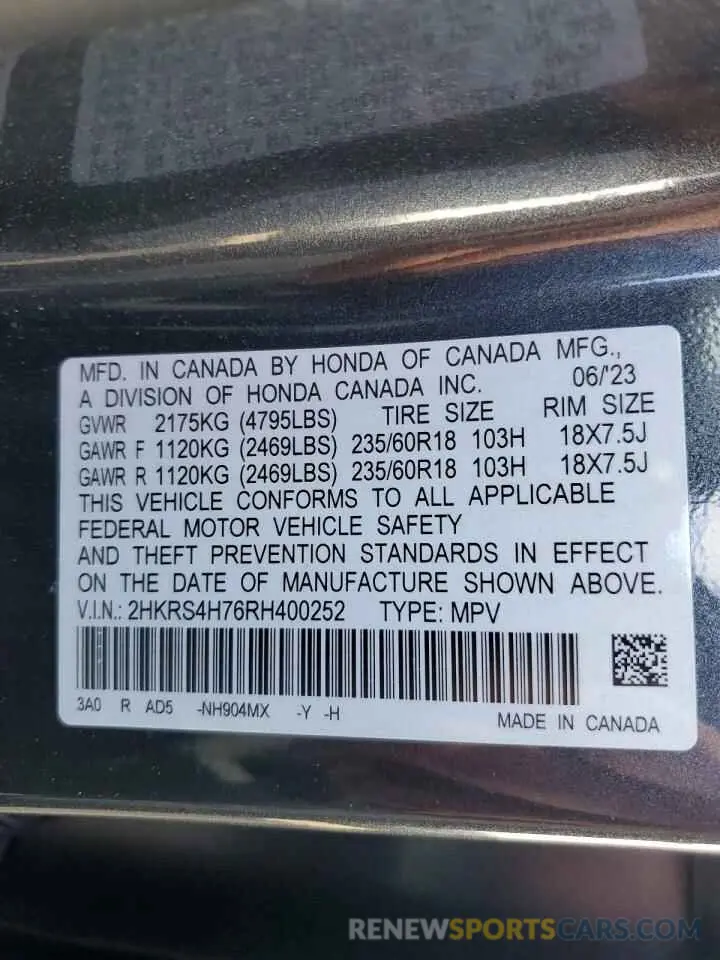 MFD. IN CANADA BY HONDA OF CANADA MFG.,
A DIVISION OF HONDA CANADA INC. 06/'23
GVWR 2175KG (4795LBS) TIRE SIZE RIM SIZE
GAWR F 1120KG (2469LBS) 235/60R18 103H 18X7.5J
GAWR R 1120KG (2469LBS) 235/60R18 103H 18X7.5J
THIS VEHICLE CONFORMS TO ALL APPLICABLE
FEDERAL MOTOR VEHICLE SAFETY
AND THEFT PREVENTION STANDARDS IN EFFECT
ON THE DATE OF MANUFACTURE SHOWN ABOVE.
V.I.N.: 2HKRS4H76RH400252 TYPE: MPV
3A0 R AD5 -NH904MX -Y -H
MADE IN CANADA
RENEWSPORTSCARS.COM